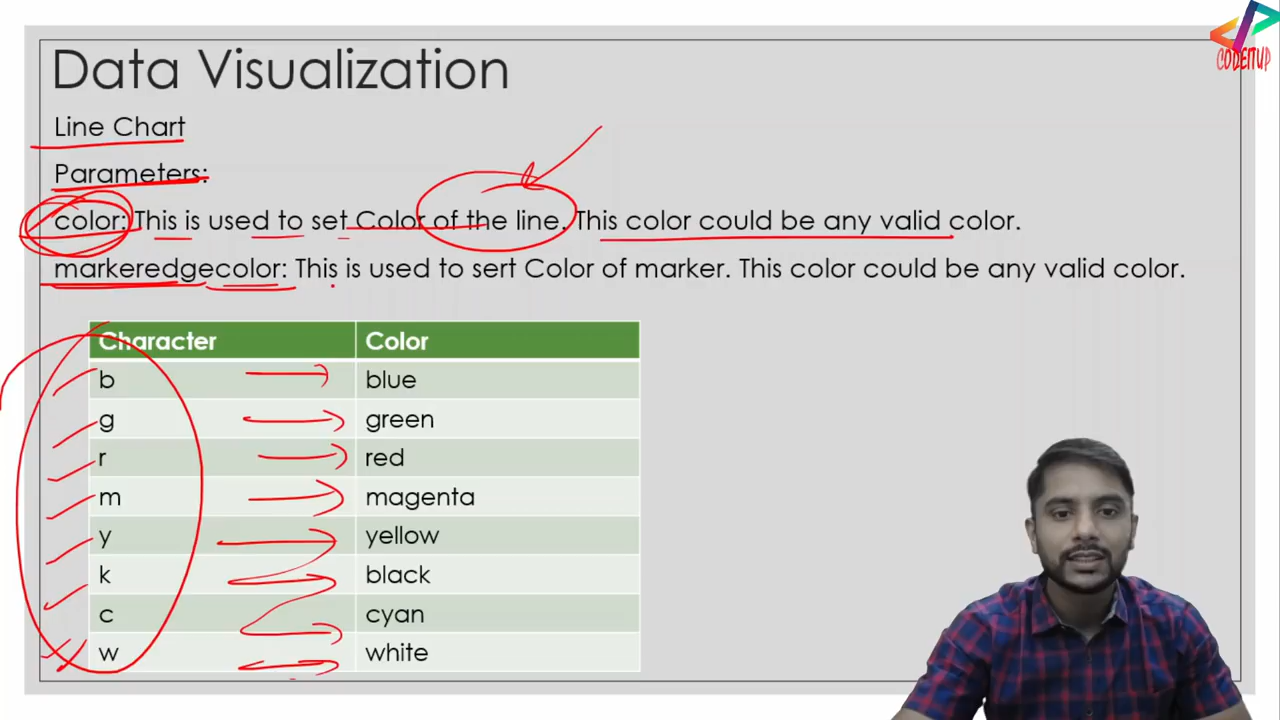 CODEITUP
Data Visualization
Line Chart
Parameters:
color: This is used to set Color of the line. This color could be any valid color.
markeredgecolor: This is used to sert Color of marker. This color could be any valid color.
Character Color
b blue
g green
r red
m magenta
y yellow
k black
c cyan
w white